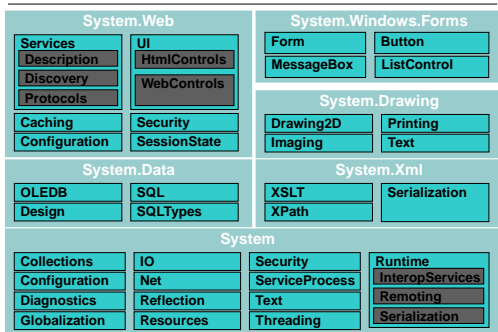 System.Web
Services
Description
Discovery
Protocols
UI
HtmlControls
WebControls
Caching
Security
Configuration
SessionState
System.Windows.Forms
Form
Button
MessageBox
ListControl
System.Drawing
Drawing2D
Printing
Imaging
Text
System.Data
OLEDB
SQL
Design
SQLTypes
System.Xml
XSLT
Serialization
XPath
System
Collections
Configuration
Diagnostics
Globalization
IO
Net
Reflection
Resources
Security
ServiceProcess
Text
Threading
Runtime
InteropServices
Remoting
Serialization